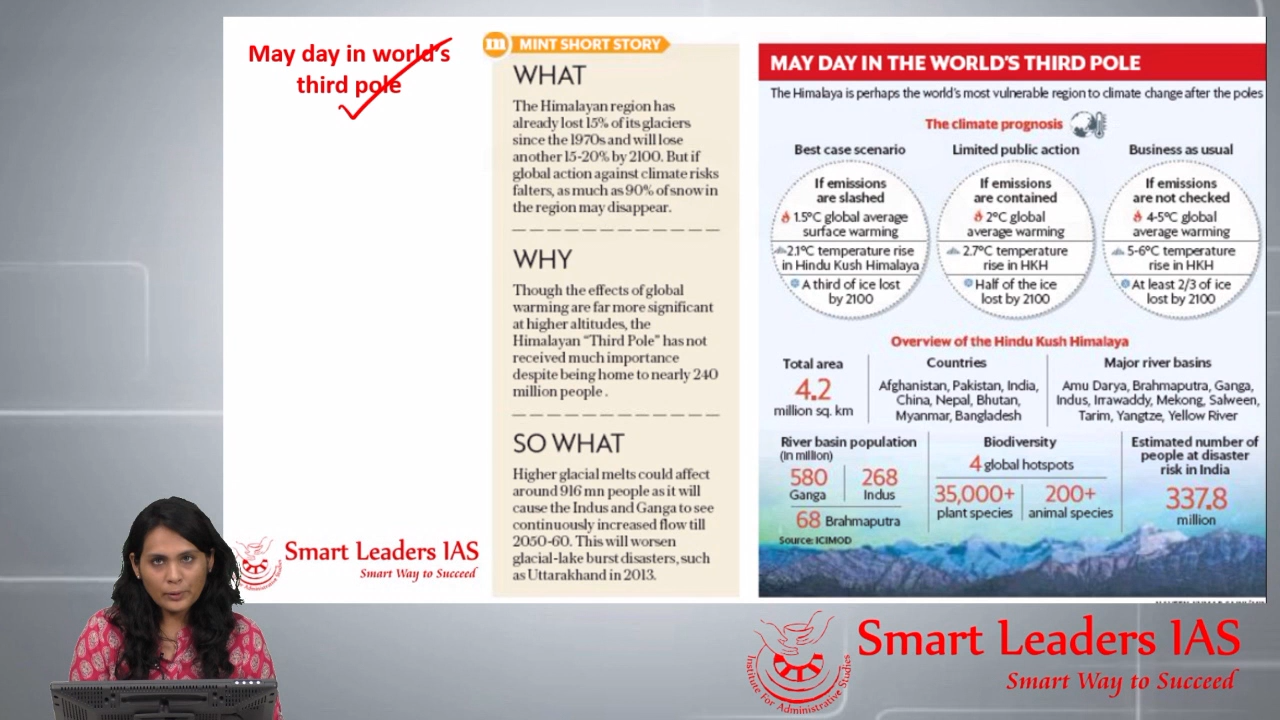 May day in world's
third pole
m MINT SHORT STORY
WHAT
The Himalayan region has
already lost 15% of its glaciers
since the 1970s and will lose
another 15-20% by 2100. But if
global action against climate risks
falters, as much as 90% of snow in
the region may disappear.
WHY
Though the effects of global
warming are far more significant
at higher altitudes, the
Himalayan “Third Pole” has not
received much importance
despite being home to nearly 240
million people .
SO WHAT
Higher glacial melts could affect
around 916 mn people as it will
cause the Indus and Ganga to see
continuously increased flow till
2050-60. This will worsen
glacial-lake burst disasters, such
as Uttarakhand in 2013.
MAY DAY IN THE WORLD'S THIRD POLE
The Himalaya is perhaps the world's most vulnerable region to climate change after the poles
The climate prognosis
Best case scenario
If emissions
are slashed
1.5°C global average
surface warming
2.1°C temperature rise
in Hindu Kush Himalaya
A third of ice lost
by 2100
Limited public action
If emissions
are contained
2°C global
average warming
2.7°C temperature
rise in HKH
Half of the ice
lost by 2100
Business as usual
If emissions
are not checked
4-5°C global
average warming
5-6°C temperature
rise in HKH
At least 2/3 of ice
lost by 2100
Overview of the Hindu Kush Himalaya
Total area
4.2
million sq. km
Countries
Afghanistan, Pakistan, India,
China, Nepal, Bhutan,
Myanmar, Bangladesh
Major river basins
Amu Darya, Brahmaputra, Ganga,
Indus, Irrawaddy, Mekong, Salween,
Tarim, Yangtze, Yellow River
River basin population
(In million)
580
Ganga
268
Indus
68 Brahmaputra
Biodiversity
4 global hotspots
35,000+
plant species
200+
animal species
Estimated number of
people at disaster
risk in India
337.8
million
Source: ICIMOD
Smart Leaders IAS
Smart Way to Succeed
Institute For Administrative Studies
Smart Leaders IAS
Smart Way to Succeed